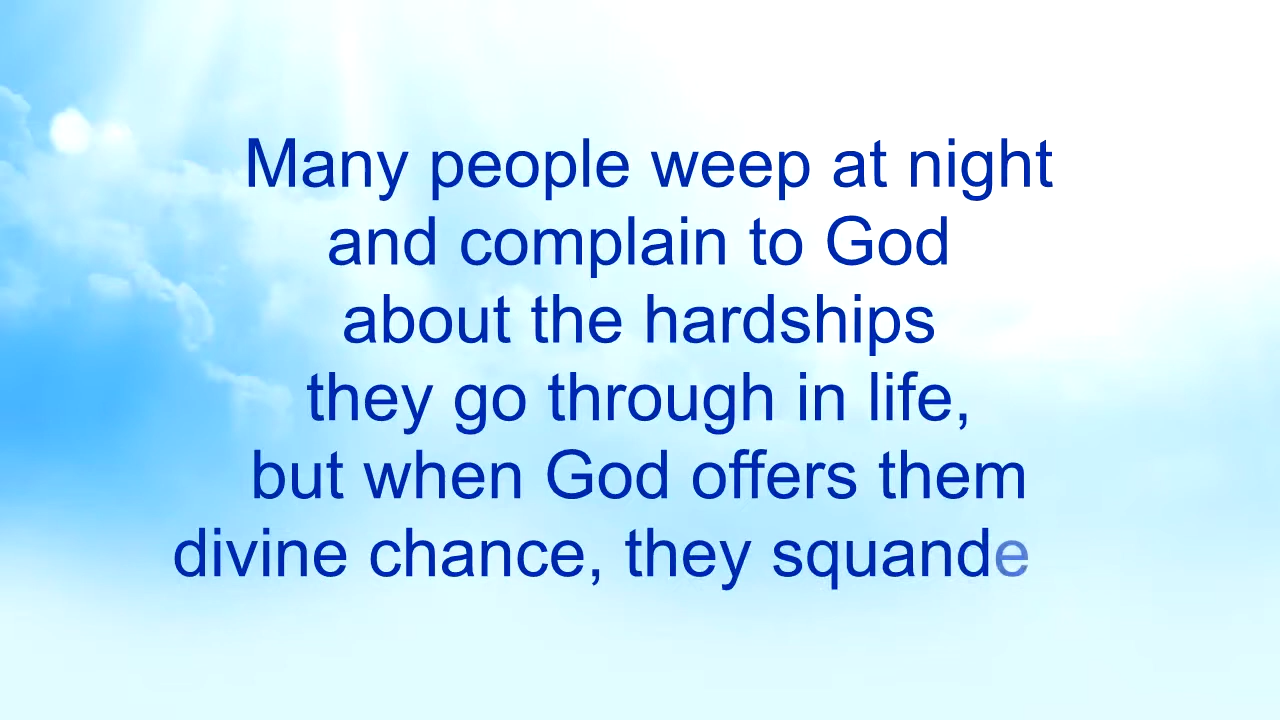 Many people weep at night
and complain to God
about the hardships
they go through in life,
but when God offers them
divine chance, they squande